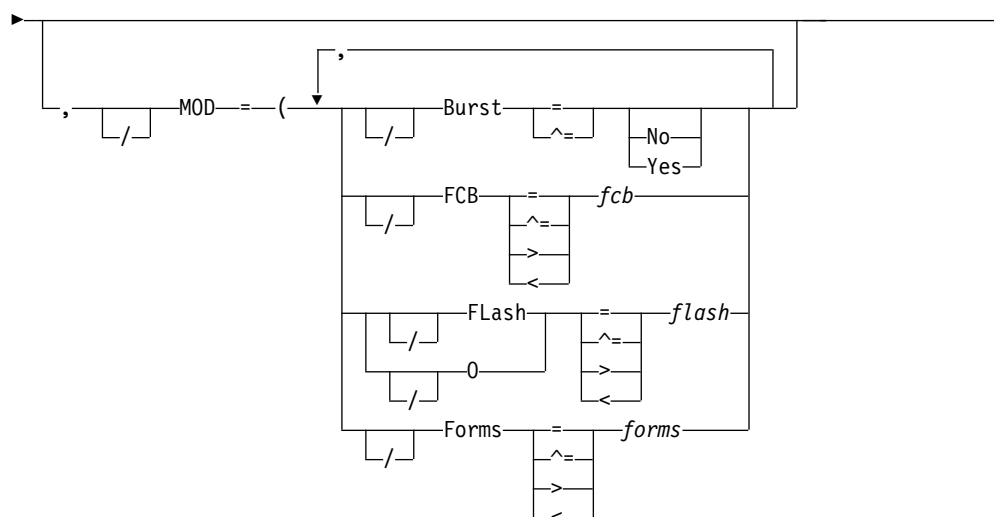 ,
, / MOD = ( / Burst = ^= No Yes
/ FCB = ^= > < fcb
/ FLash / O = ^= > < flash
/ Forms = ^= > < forms